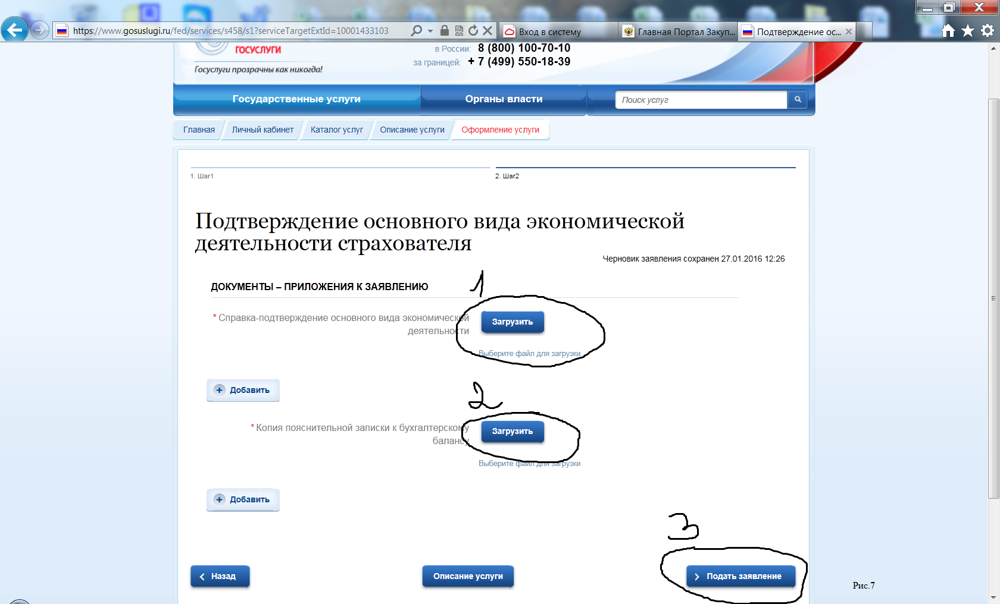 https://www.gosuslugi.ru/fed/services/s458/s1?serviceTargetExtId=10001433103
Вход в систему
Главная Портал Закуп...
Подтверждение ос...
ГОСУСЛУГИ
Госуслуги прозрачны как никогда!
в России: 8 (800) 100-70-10
за границей: + 7 (499) 550-18-39
Государственные услуги
Органы власти
Поиск услуг
Главная
Личный кабинет
Каталог услуг
Описание услуги
Оформление услуги
1. Шаг1
2. Шаг2
Подтверждение основного вида экономической
деятельности страхователя
Черновик заявления сохранен 27.01.2016 12:26
1
ДОКУМЕНТЫ – ПРИЛОЖЕНИЯ К ЗАЯВЛЕНИЮ
* Справка-подтверждение основного вида экономической
деятельности
Загрузить
Выберите файл для загрузки
+ Добавить
2
* Копия пояснительной записки к бухгалтерскому
балансу
Загрузить
Выберите файл для загрузки
+ Добавить
3
Назад
Описание услуги
Подать заявление
Рис.7